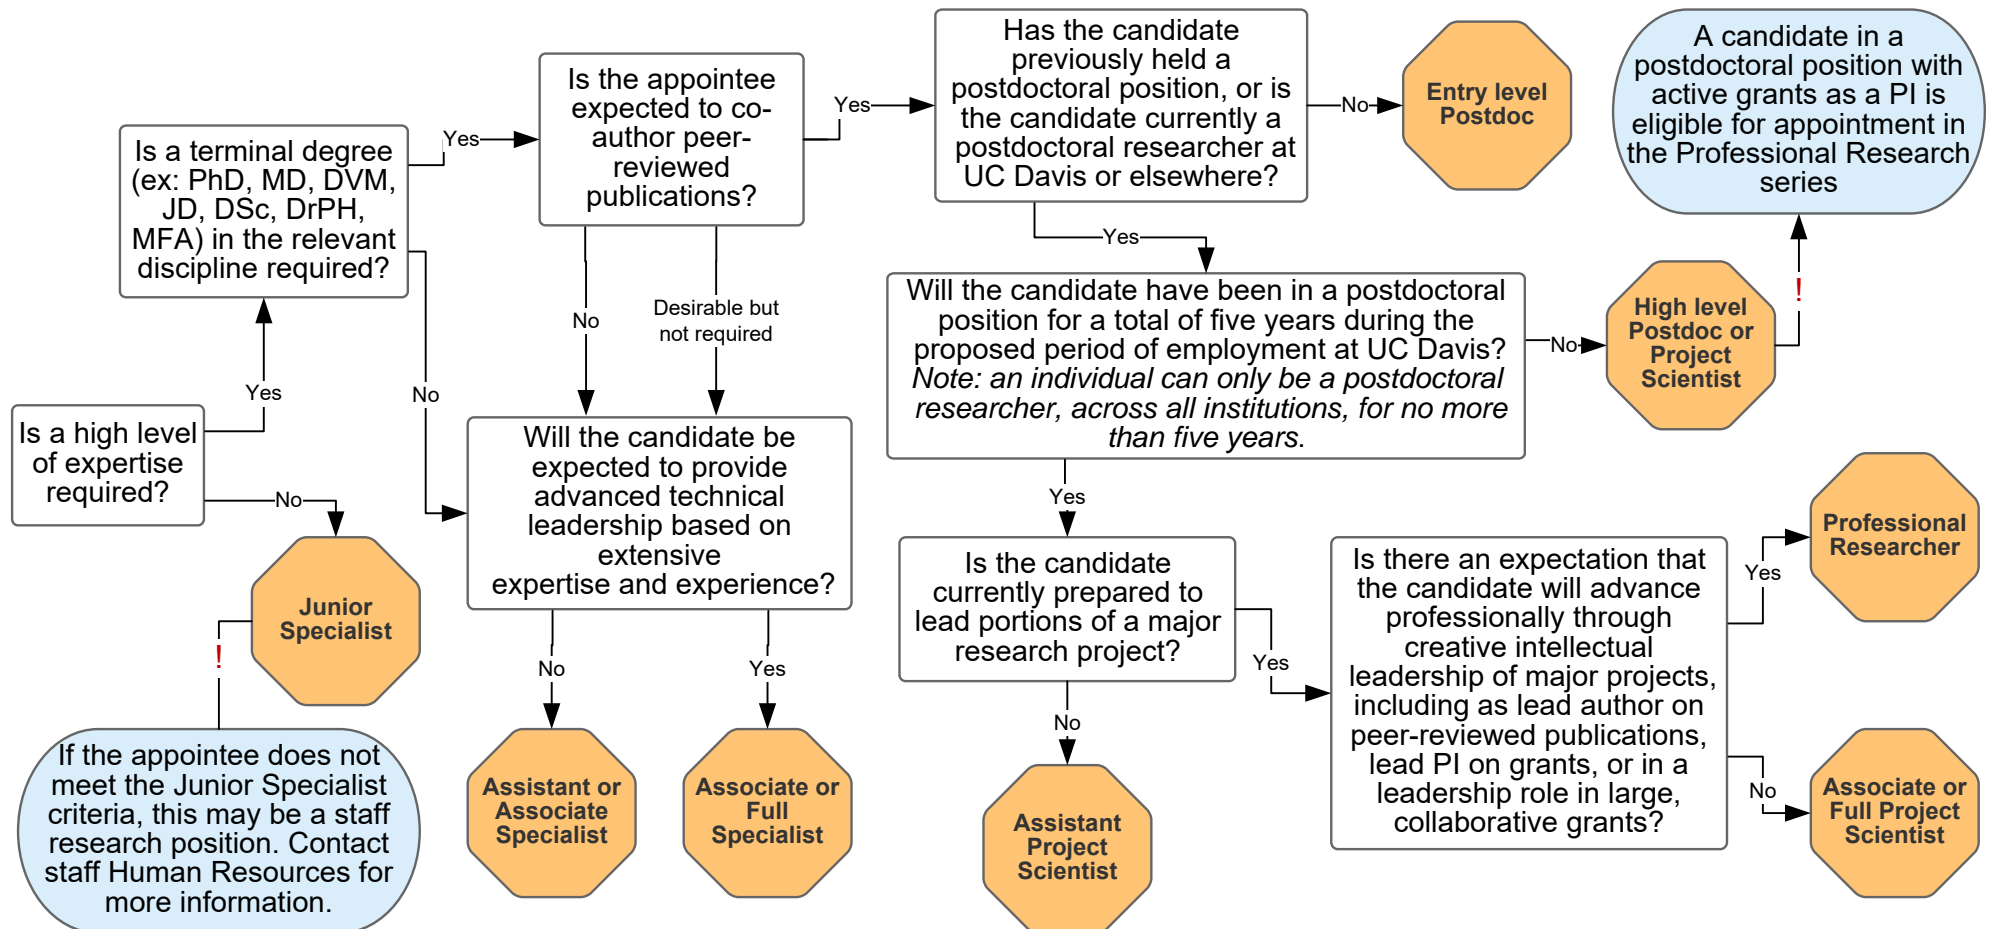 Is a high level
of expertise
required?
Yes
No
Junior
Specialist
!
If the appointee does not
meet the Junior Specialist
criteria, this may be a staff
research position. Contact
staff Human Resources for
more information.
Is a terminal degree
(ex: PhD, MD, DVM,
JD, DSc, DrPH,
MFA) in the relevant
discipline required?
Yes
No
Is the appointee
expected to co-
author peer-
reviewed
publications?
Yes
No
Desirable but
not required
Will the candidate be
expected to provide
advanced technical
leadership based on
extensive
expertise and experience?
No
Yes
Assistant or
Associate
Specialist
Associate or
Full
Specialist
Has the candidate
previously held a
postdoctoral position, or is
the candidate currently a
postdoctoral researcher at
UC Davis or elsewhere?
No
Entry level
Postdoc
Yes
Will the candidate have been in a postdoctoral
position for a total of five years during the
proposed period of employment at UC Davis?
Note: an individual can only be a postdoctoral
researcher, across all institutions, for no more
than five years.
No
High level
Postdoc or
Project
Scientist
!
A candidate in a
postdoctoral position with
active grants as a PI is
eligible for appointment in
the Professional Research
series
Yes
Is the candidate
currently prepared to
lead portions of a major
research project?
No
Assistant
Project
Scientist
Yes
Is there an expectation that
the candidate will advance
professionally through
creative intellectual
leadership of major projects,
including as lead author on
peer-reviewed publications,
lead PI on grants, or in a
leadership role in large,
collaborative grants?
Yes
Professional
Researcher
No
Associate or
Full Project
Scientist